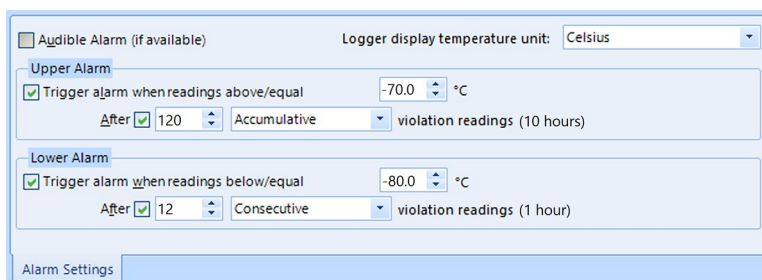 Audible Alarm (if available) Logger display temperature unit: Celsius
Upper Alarm
Trigger alarm when readings above/equal -70.0 °C
After 120 Accumulative violation readings (10 hours)
Lower Alarm
Trigger alarm when readings below/equal -80.0 °C
After 12 Consecutive violation readings (1 hour)
Alarm Settings